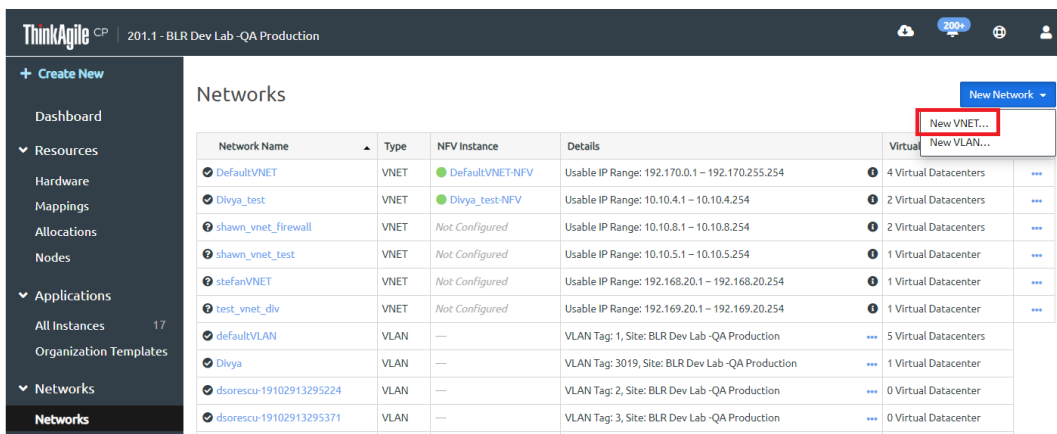 ThinkAgile CP | 201.1 - BLR Dev Lab -QA Production 200+
+ Create New
Dashboard
Resources
Hardware
Mappings
Allocations
Nodes
Applications
All Instances 17
Organization Templates
Networks
Networks
Networks
New Network
New VNET...
New VLAN...
Network Name Type NFV Instance Details Virtual
DefaultVNET VNET DefaultVNET-NFV Usable IP Range: 192.170.0.1 – 192.170.255.254 4 Virtual Datacenters
Divya_test VNET Divya_test-NFV Usable IP Range: 10.10.4.1 – 10.10.4.254 2 Virtual Datacenters
shawn_vnet_firewall VNET Not Configured Usable IP Range: 10.10.8.1 – 10.10.8.254 2 Virtual Datacenters
shawn_vnet_test VNET Not Configured Usable IP Range: 10.10.5.1 – 10.10.5.254 1 Virtual Datacenter
stefanVNET VNET Not Configured Usable IP Range: 192.168.20.1 – 192.168.20.254 1 Virtual Datacenter
test_vnet_div VNET Not Configured Usable IP Range: 192.169.20.1 – 192.169.20.254 1 Virtual Datacenter
defaultVLAN VLAN — VLAN Tag: 1, Site: BLR Dev Lab -QA Production 5 Virtual Datacenters
Divya VLAN — VLAN Tag: 3019, Site: BLR Dev Lab -QA Production 1 Virtual Datacenter
dsorescu-19102913295224 VLAN — VLAN Tag: 2, Site: BLR Dev Lab -QA Production 0 Virtual Datacenter
dsorescu-19102913295371 VLAN — VLAN Tag: 3, Site: BLR Dev Lab -QA Production 0 Virtual Datacenter